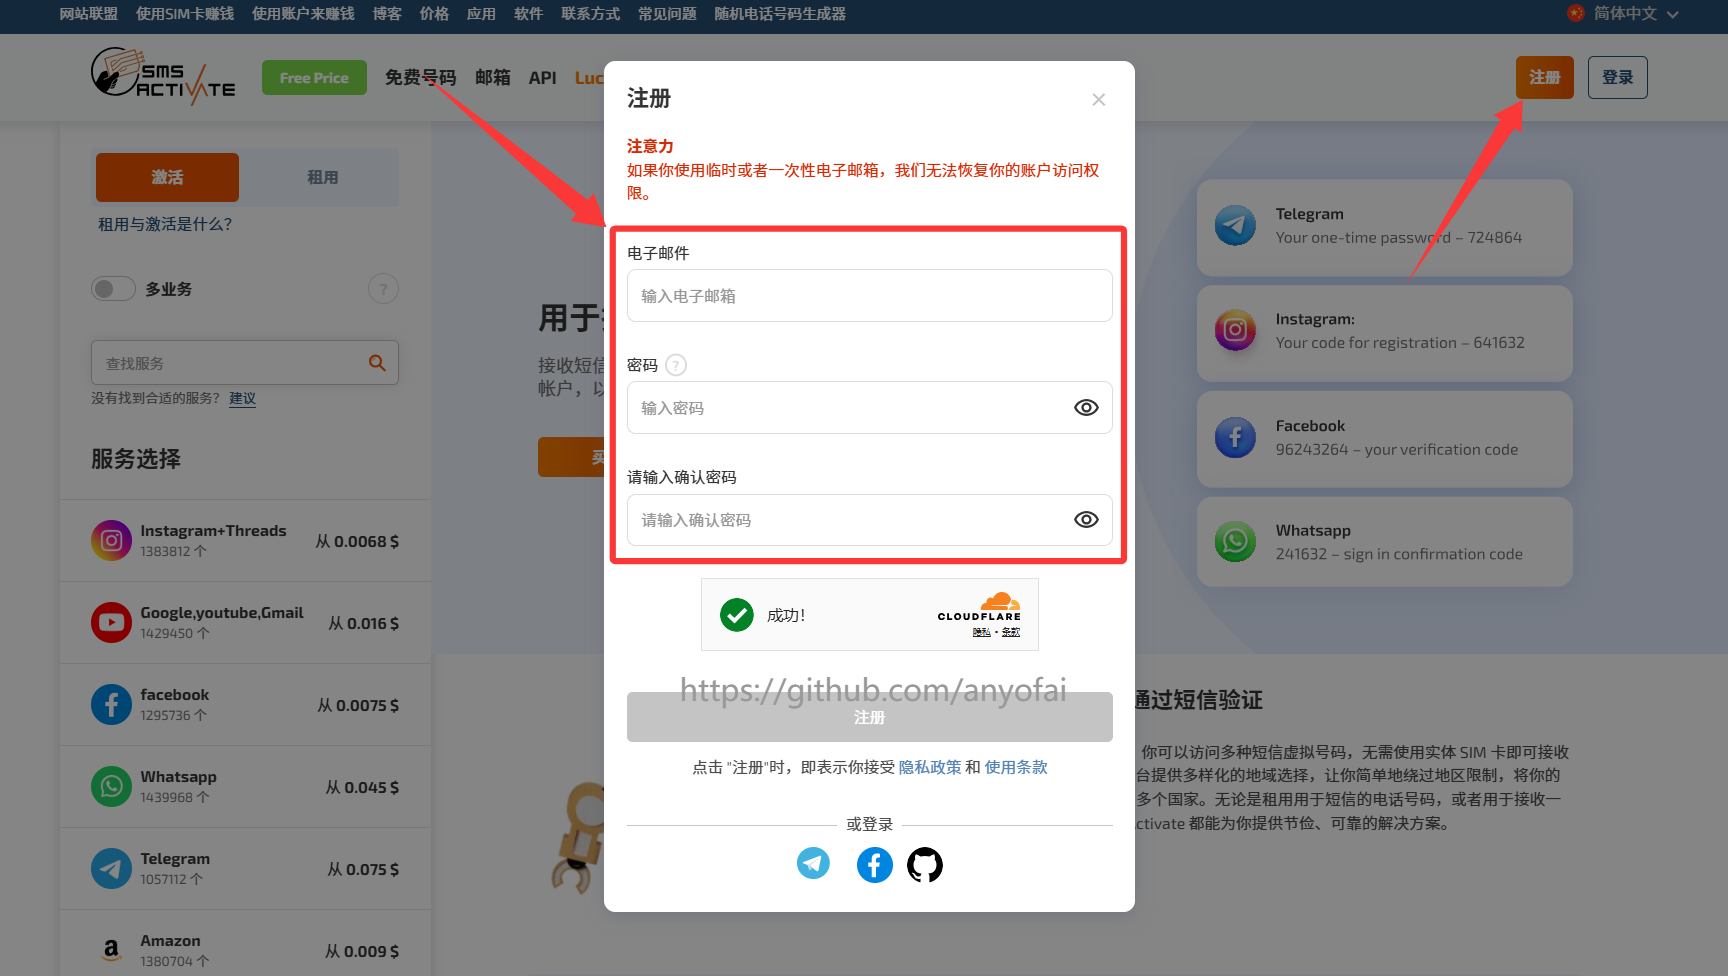 网站联盟 使用SIM卡赚钱 使用账户来赚钱 博客 价格 应用 软件 联系方式 常见问题 随机电话号码生成器 简体中文
SMS
ACTIVATE
Free Price 免费号码 邮箱 API Luc
注册 登录
激活 租用
租用与激活是什么?
多业务 ?
查找服务
没有找到合适的服务? 建议
服务选择
Instagram+Threads
1383812 个
从 0.0068 $
Google,youtube,Gmail
1429450 个
从 0.016 $
facebook
1295736 个
从 0.0075 $
Whatsapp
1439968 个
从 0.045 $
Telegram
1057112 个
从 0.075 $
Amazon
1380704 个
从 0.009 $
用于
接收短信
帐户，以
买
注册
注意力
如果你使用临时或者一次性电子邮箱，我们无法恢复你的账户访问权
限。
电子邮件
输入电子邮箱
密码 ?
输入密码
请输入确认密码
请输入确认密码
成功！
CLOUDFLARE
隐私 · 条款
https://github.com/anyofai
注册
点击 "注册"时，即表示你接受 隐私政策 和 使用条款
或登录
Telegram
Your one-time password – 724864
Instagram:
Your code for registration – 641632
Facebook
96243264 – your verification code
Whatsapp
241632 – sign in confirmation code
通过短信验证
你可以访问多种短信虚拟号码，无需使用实体 SIM 卡即可接收
台提供多样化的地域选择，让你简单地绕过地区限制，将你的
多个国家。无论是租用用于短信的电话号码，或者用于接收一
ctivate 都能为你提供节俭、可靠的解决方案。